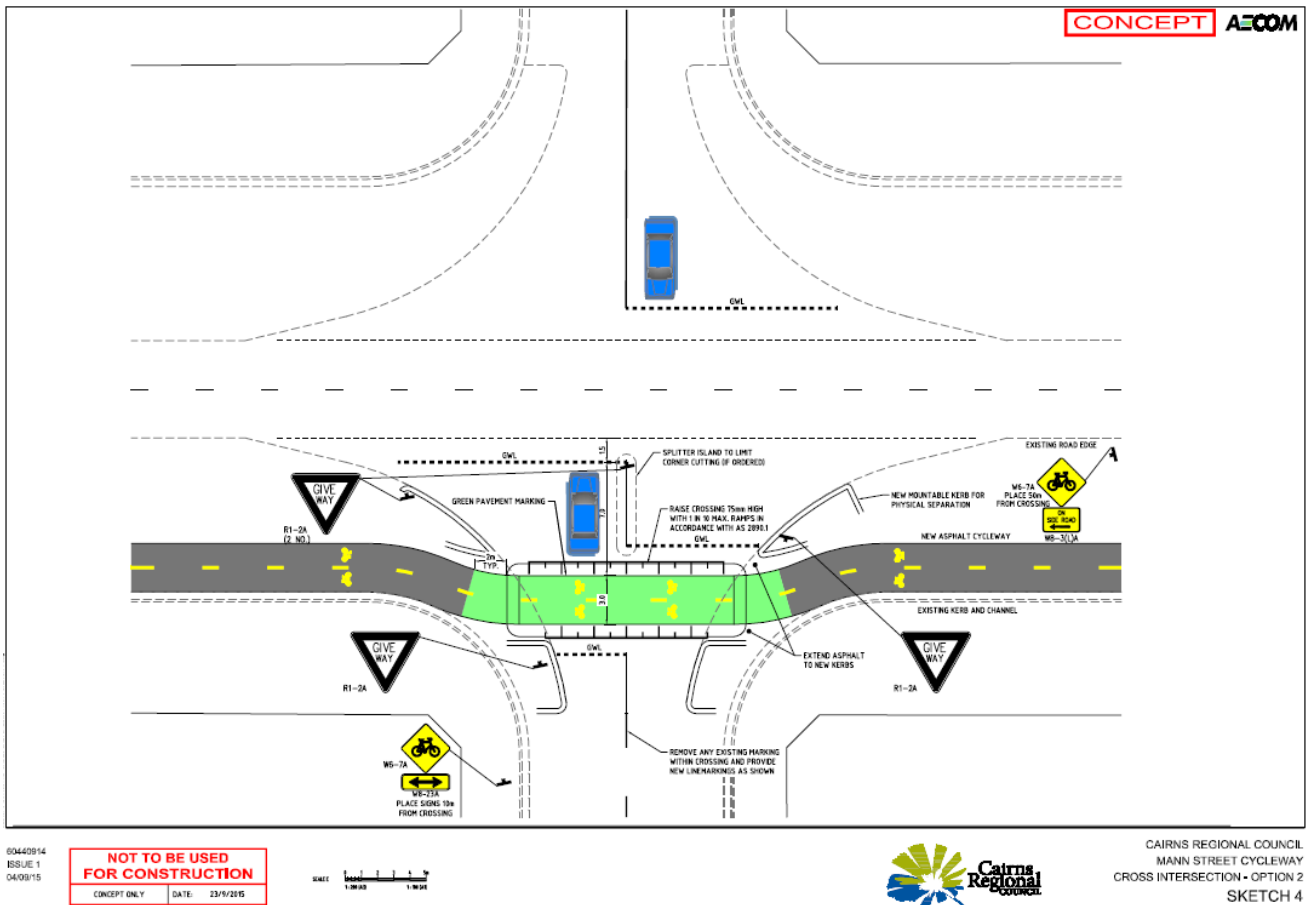 CONCEPT AECOM
GWL
1.5
GWL
SPLITTER ISLAND TO LIMIT
CORNER CUTTING (IF ORDERED)
EXISTING ROAD EDGE
GIVE
WAY
R1-2A
(2 NO.)
GREEN PAVEMENT MARKING
7.0
RAISE CROSSING 75mm HIGH
WITH 1 IN 10 MAX. RAMPS IN
ACCORDANCE WITH AS 2890.1
GWL
NEW MOUNTABLE KERB FOR
PHYSICAL SEPARATION
W6-7A
PLACE 50m
FROM CROSSING
ON
SIDE ROAD
W8-3(L)A
NEW ASPHALT CYCLEWAY
2m
TYP.
3.0
EXISTING KERB AND CHANNEL
GIVE
WAY
R1-2A
GWL
EXTEND ASPHALT
TO NEW KERBS
GIVE
WAY
R1-2A
W6-7A
W8-23A
PLACE SIGNS 10m
FROM CROSSING
REMOVE ANY EXISTING MARKING
WITHIN CROSSING AND PROVIDE
NEW LINEMARKINGS AS SHOWN
60440914
ISSUE 1
04/09/15
NOT TO BE USED
FOR CONSTRUCTION
CONCEPT ONLY DATE: 23/9/2015
Cairns
Regional
COUNCIL
CAIRNS REGIONAL COUNCIL
MANN STREET CYCLEWAY
CROSS INTERSECTION - OPTION 2
SKETCH 4